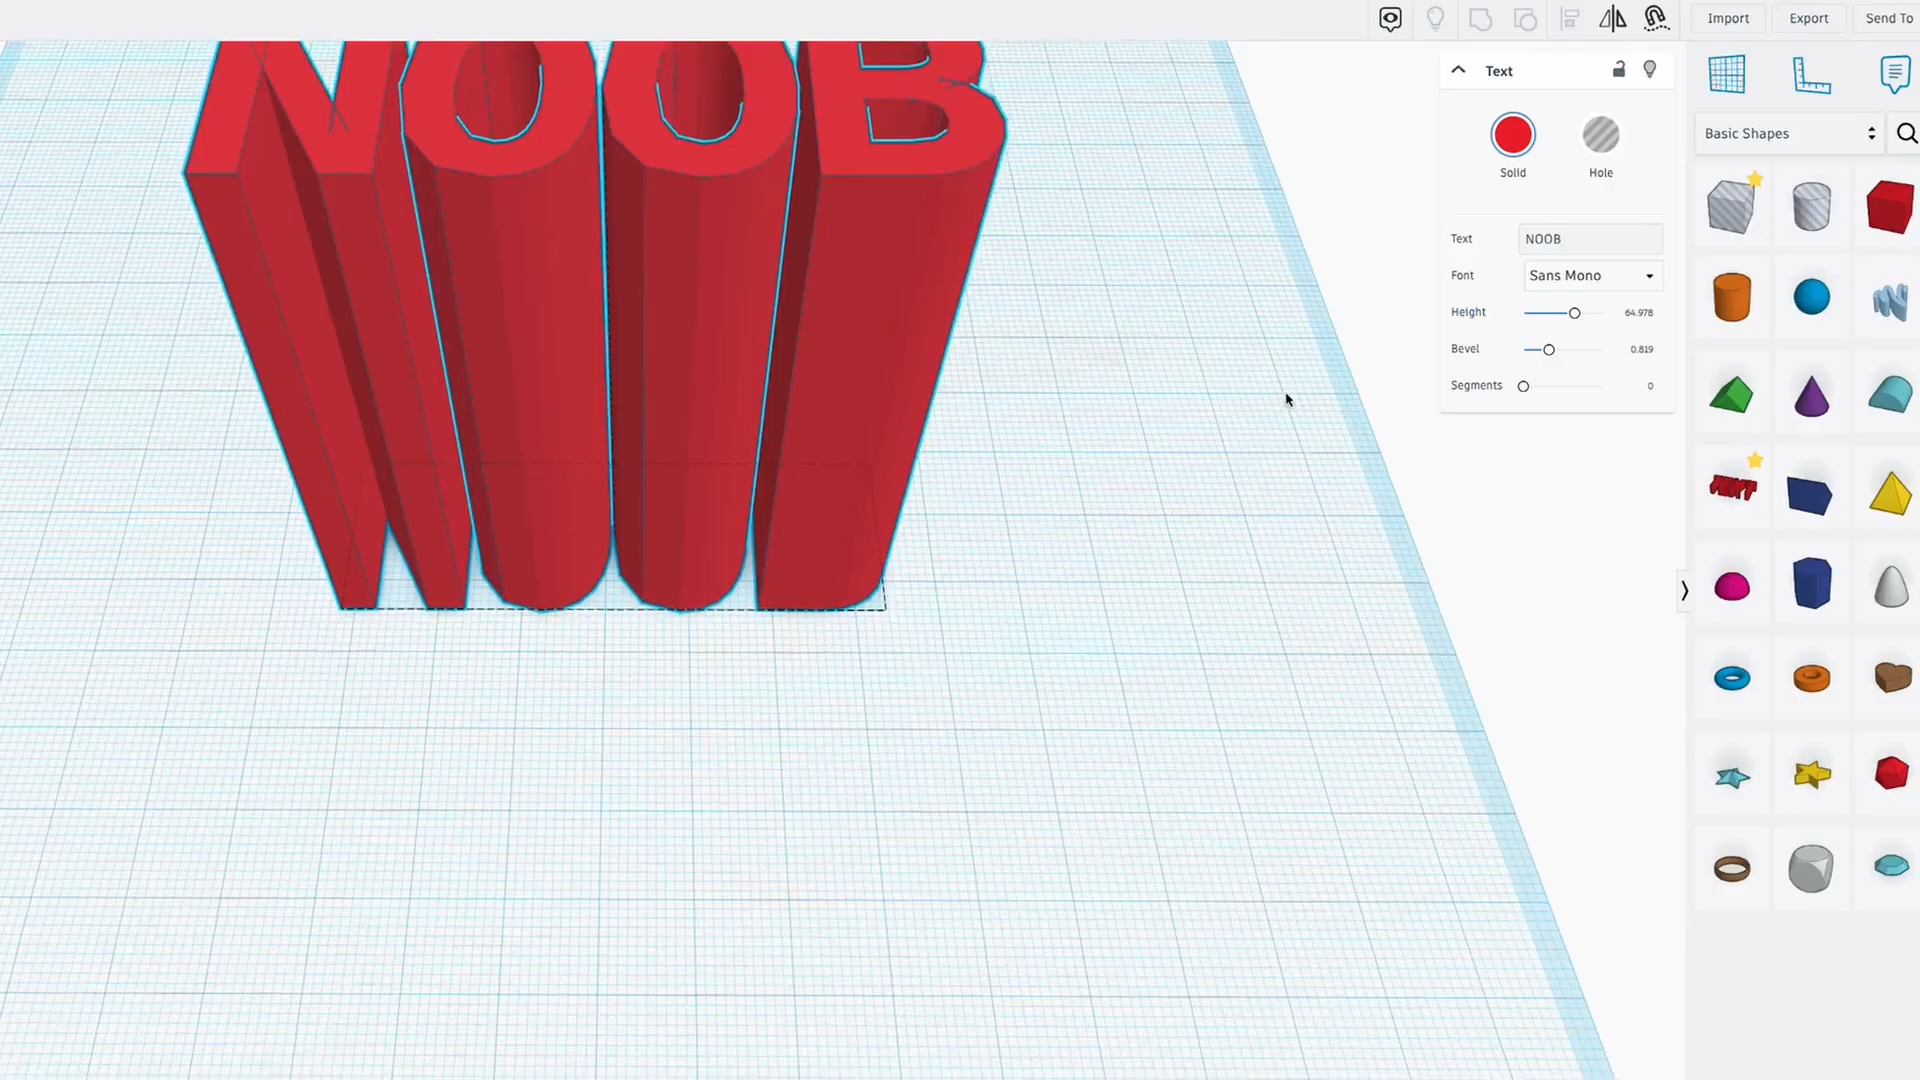 Import Export Send To
NOOB
Text
Basic Shapes
Solid Hole
Text NOOB
Font Sans Mono
Height 64.978
Bevel 0.819
Segments 0
TEXT